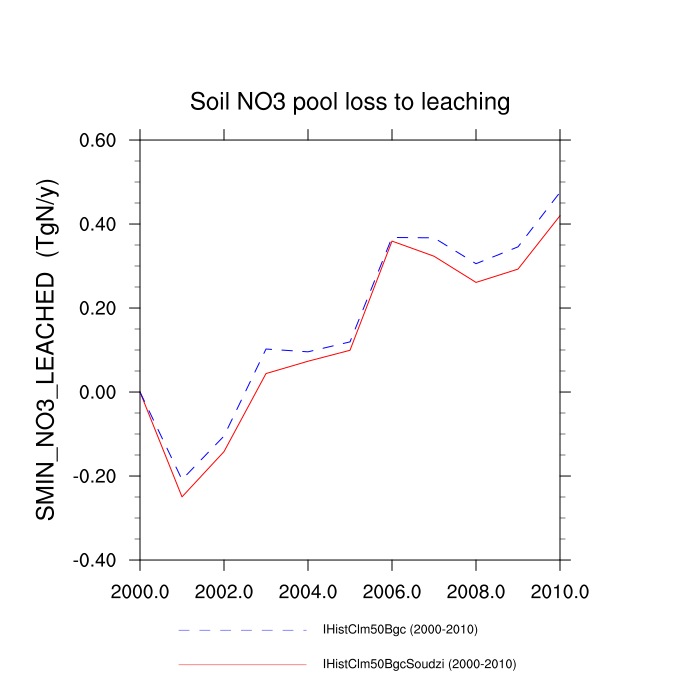 Soil NO3 pool loss to leaching
SMIN_NO3_LEACHED (TgN/y)
0.60
0.40
0.20
0.00
-0.20
-0.40
2000.0 2002.0 2004.0 2006.0 2008.0 2010.0
IHistClm50Bgc (2000-2010)
IHistClm50BgcSoudzi (2000-2010)